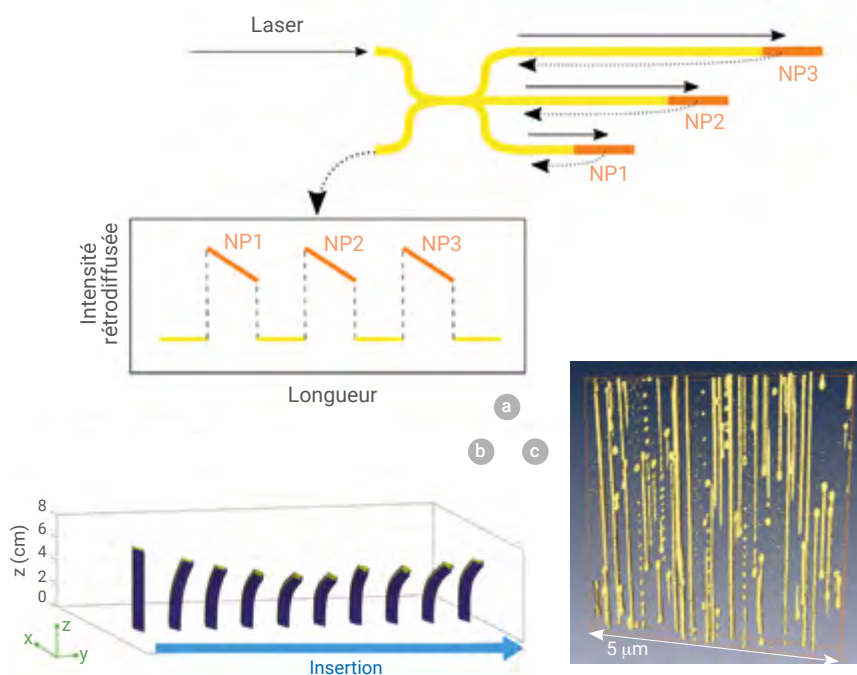 Laser
NP3
NP2
NP1
Intensité
rétrodiffusée
NP1
NP2
NP3
Longueur
a
b
c
z (cm)
8
6
4
2
0
z
x
y
Insertion
5 µm